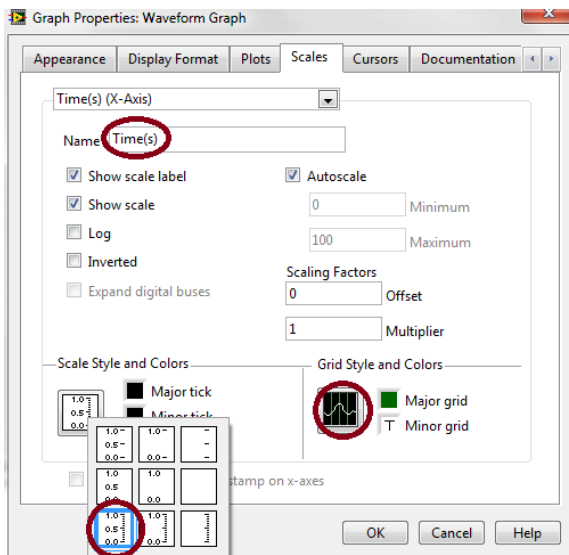 Graph Properties: Waveform Graph
Appearance Display Format Plots Scales Cursors Documentation
Time(s) (X-Axis)
Name Time(s)
Show scale label Autoscale
Show scale 0 Minimum
Log 100 Maximum
Inverted
Scaling Factors
Expand digital buses 0 Offset
1 Multiplier
Scale Style and Colors Grid Style and Colors
1.0 Major tick Major grid
0.5
0.0 Minor tick T Minor grid
1.0 1.0
0.5
0.0 0.0
stamp on x-axes
1.0 1.0
0.5
0.0 0.0
1.0 1.0
0.5
0.0 0.0
OK Cancel Help